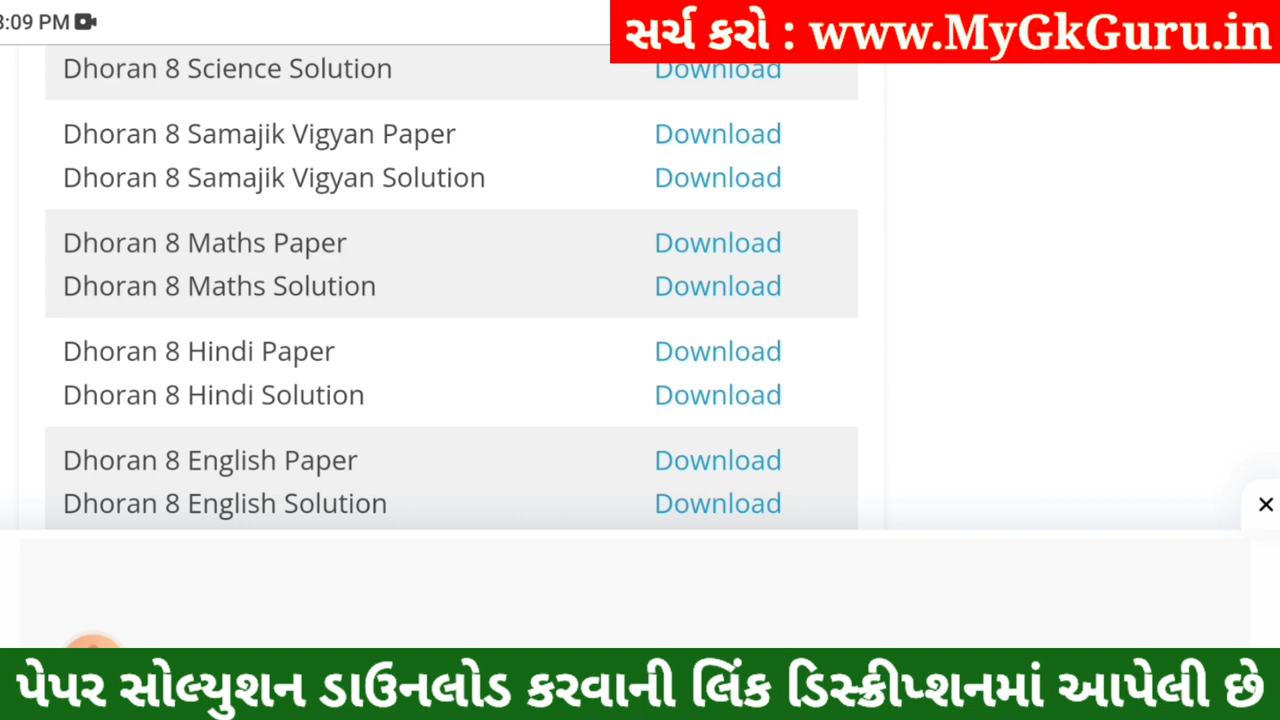 3:09 PM
સર્ચ કરો : www.MyGkGuru.in
Dhoran 8 Science Solution Download
Dhoran 8 Samajik Vigyan Paper Download
Dhoran 8 Samajik Vigyan Solution Download
Dhoran 8 Maths Paper Download
Dhoran 8 Maths Solution Download
Dhoran 8 Hindi Paper Download
Dhoran 8 Hindi Solution Download
Dhoran 8 English Paper Download
Dhoran 8 English Solution Download
પેપર સોલ્યુશન ડાઉનલોડ કરવાની લિંક ડિસ્ક્રીપ્શનમાં આપેલી છે